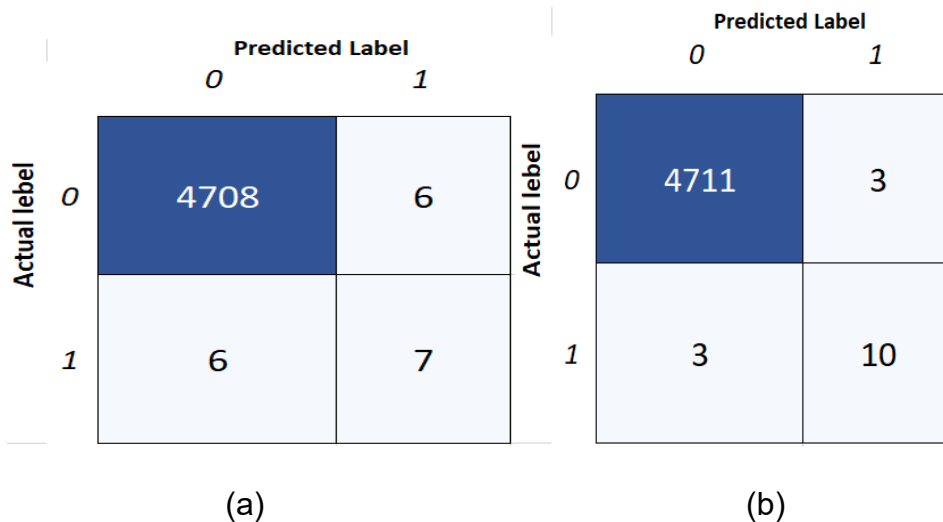 Predicted Label
0 1
Actual lebel
0 4708 6
1 6 7
(a)
Predicted Label
0 1
Actual lebel
0 4711 3
1 3 10
(b)